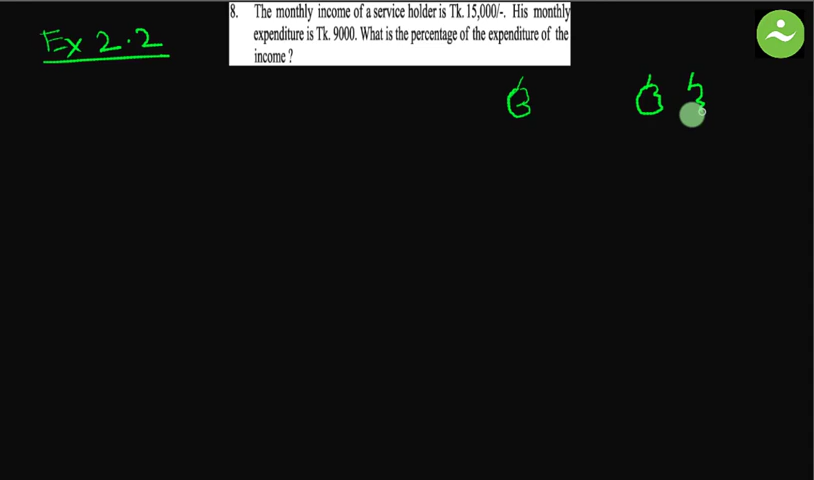 Ex 2.2
8. The monthly income of a service holder is Tk. 15,000/-. His monthly
expenditure is Tk. 9000. What is the percentage of the expenditure of the
income ?